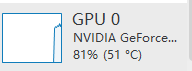 GPU 0
NVIDIA GeForce...
81% (51 °C)